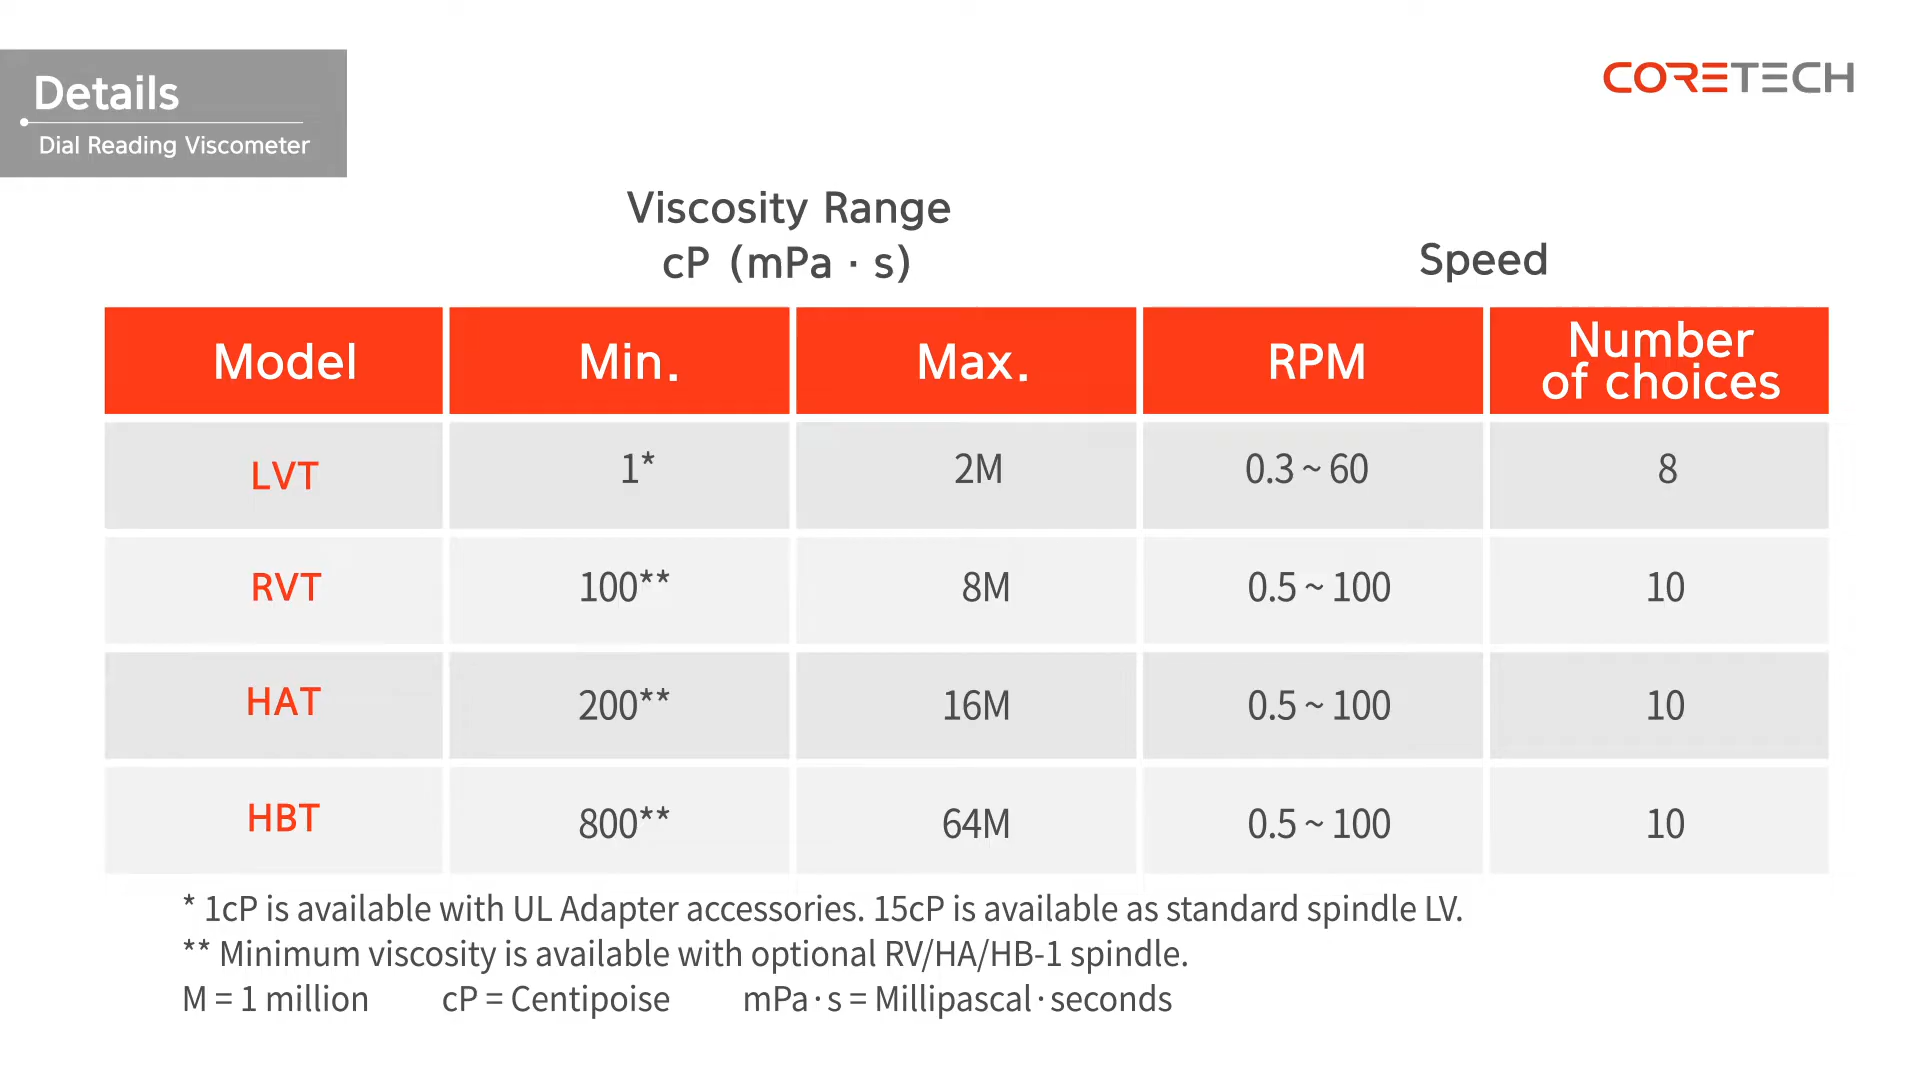 Details
Dial Reading Viscometer
CORETECH
Viscosity Range
cP (mPa · s)
Speed
Model Min. Max. RPM Number of choices
LVT 1* 2M 0.3 ~ 60 8
RVT 100** 8M 0.5 ~ 100 10
HAT 200** 16M 0.5 ~ 100 10
HBT 800** 64M 0.5 ~ 100 10
* 1cP is available with UL Adapter accessories. 15cP is available as standard spindle LV.
** Minimum viscosity is available with optional RV/HA/HB-1 spindle.
M = 1 million cP = Centipoise mPa·s = Millipascal·seconds